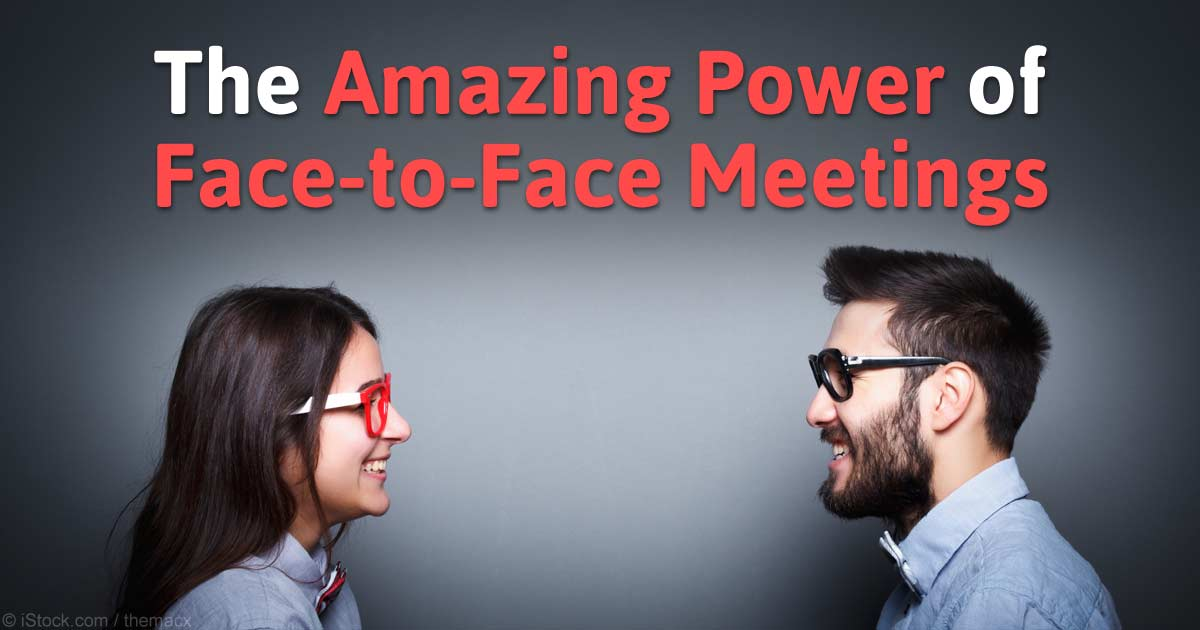 The Amazing Power of
Face-to-Face Meetings
© iStock.com / themacx